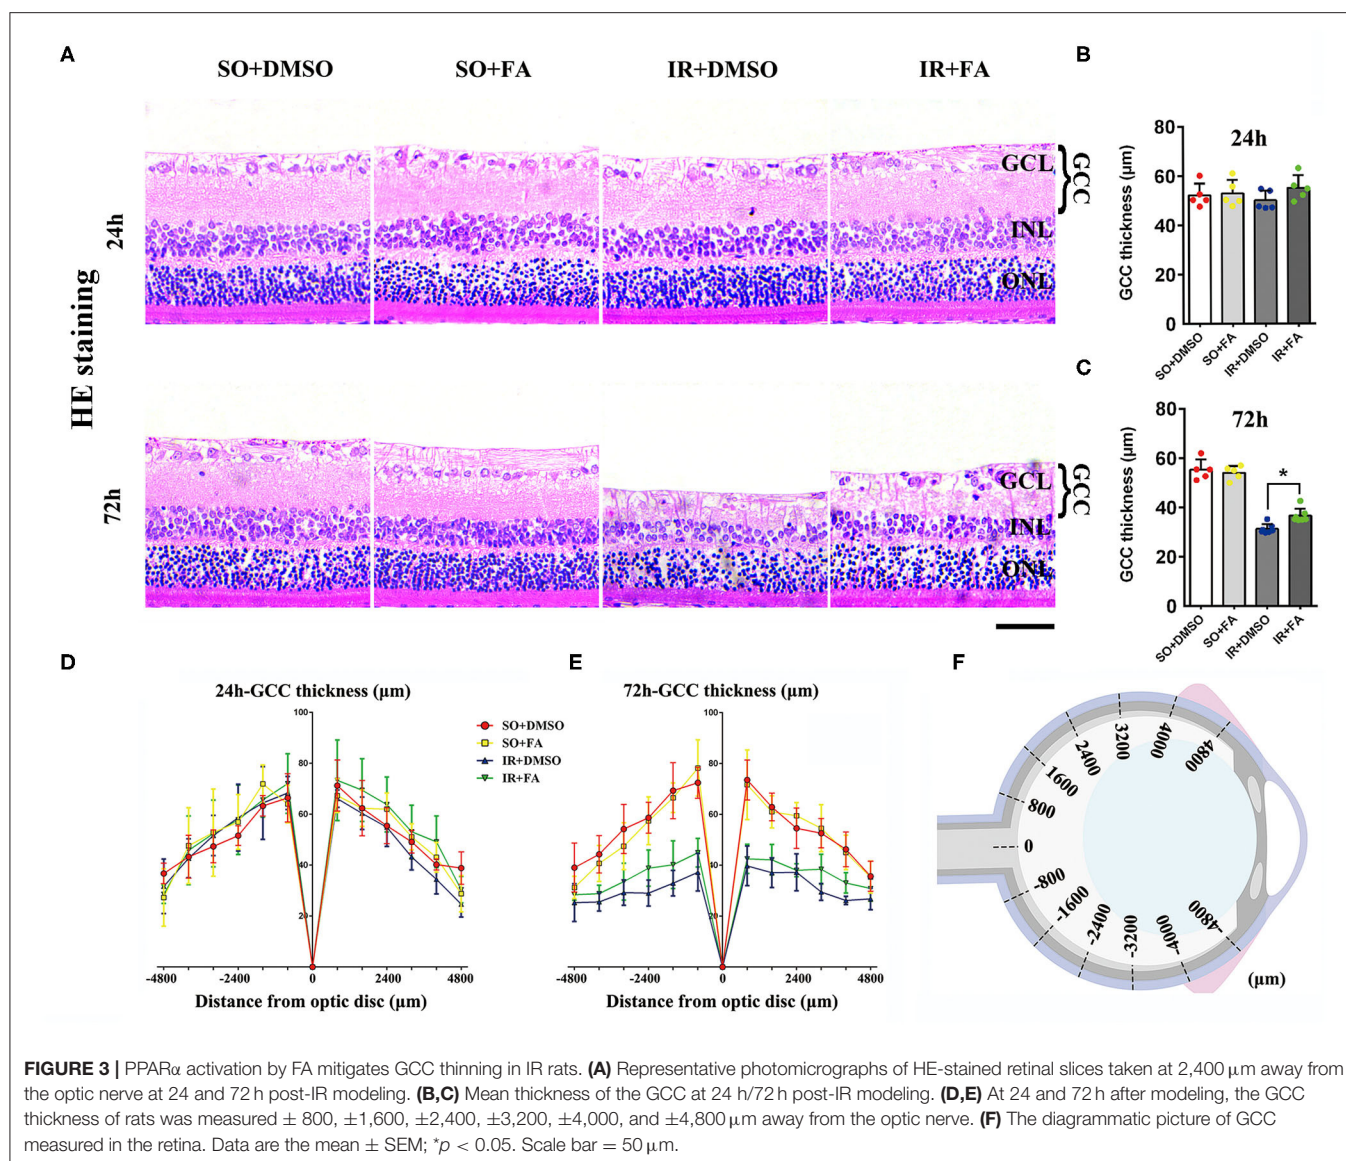 A
SO+DMSO
SO+FA
IR+DMSO
IR+FA
HE staining
24h
GCL
GCC
INL
ONL
72h
GCL
GCC
INL
ONL
B
24h
GCC thickness (μm)
80
60
40
20
0
SO+DMSO
SO+FA
IR+DMSO
IR+FA
C
72h
GCC thickness (μm)
80
60
40
20
0
*
SO+DMSO
SO+FA
IR+DMSO
IR+FA
D
24h-GCC thickness (μm)
100
80
60
40
20
-4800
-2400
0
2400
4800
Distance from optic disc (μm)
SO+DMSO
SO+FA
IR+DMSO
IR+FA
E
72h-GCC thickness (μm)
100
80
60
40
20
-4800
-2400
0
2400
4800
Distance from optic disc (μm)
F
4800
4000
3200
2400
1600
800
0
-800
-1600
-2400
-3200
4000
4800
(μm)
FIGURE 3 | PPARα activation by FA mitigates GCC thinning in IR rats. (A) Representative photomicrographs of HE-stained retinal slices taken at 2,400 μm away from
the optic nerve at 24 and 72 h post-IR modeling. (B,C) Mean thickness of the GCC at 24 h/72 h post-IR modeling. (D,E) At 24 and 72 h after modeling, the GCC
thickness of rats was measured ± 800, ±1,600, ±2,400, ±3,200, ±4,000, and ±4,800 μm away from the optic nerve. (F) The diagrammatic picture of GCC
measured in the retina. Data are the mean ± SEM; *p < 0.05. Scale bar = 50 μm.